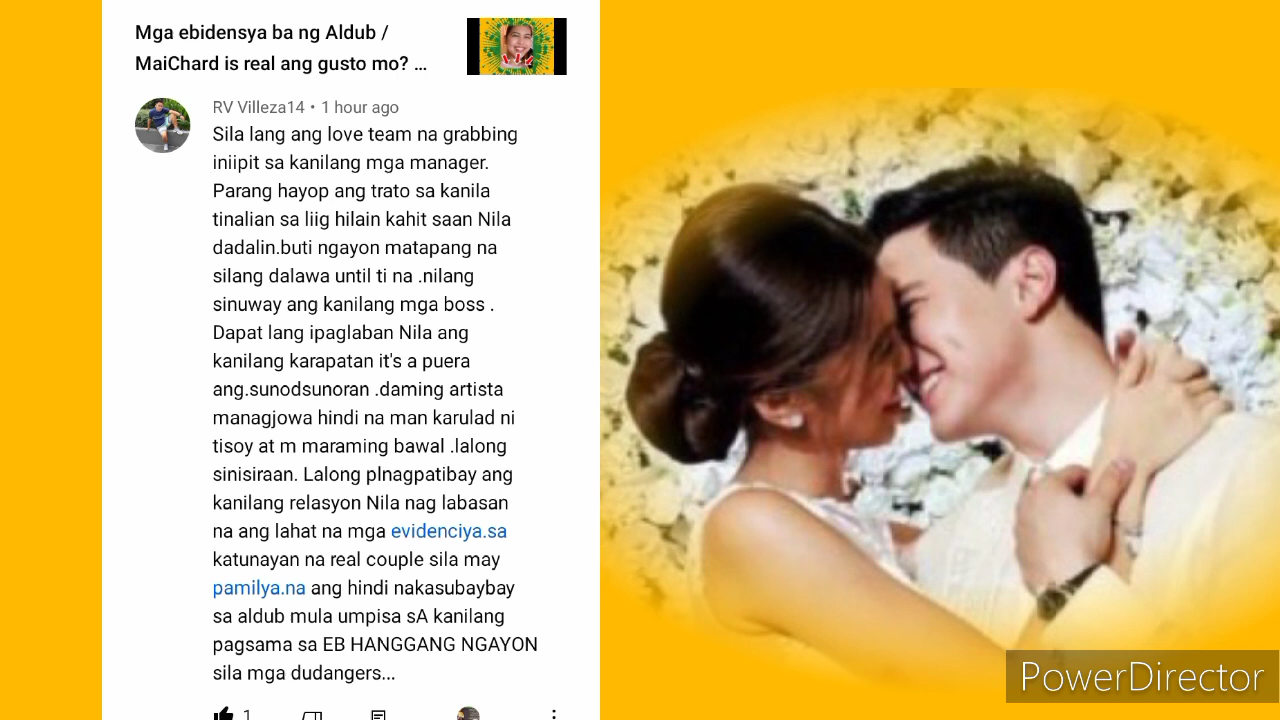 Mga ebidensya ba ng Aldub /
MaiChard is real ang gusto mo? ...
RV Villeza14 • 1 hour ago
Sila lang ang love team na grabbing
iniipit sa kanilang mga manager.
Parang hayop ang trato sa kanila
tinalian sa liig hilain kahit saan Nila
dadalin.buti ngayon matapang na
silang dalawa until ti na .nilang
sinuway ang kanilang mga boss .
Dapat lang ipaglaban Nila ang
kanilang karapatan it's a puera
ang.sunodsunoran .daming artista
managjowa hindi na man karulad ni
tisoy at m maraming bawal .lalong
sinisiraan. Lalong plnagpatibay ang
kanilang relasyon Nila nag labasan
na ang lahat na mga evidenciya.sa
katunayan na real couple sila may
pamilya.na ang hindi nakasubaybay
sa aldub mula umpisa sA kanilang
pagsama sa EB HANGGANG NGAYON
sila mga dudangers...
1
PowerDirector